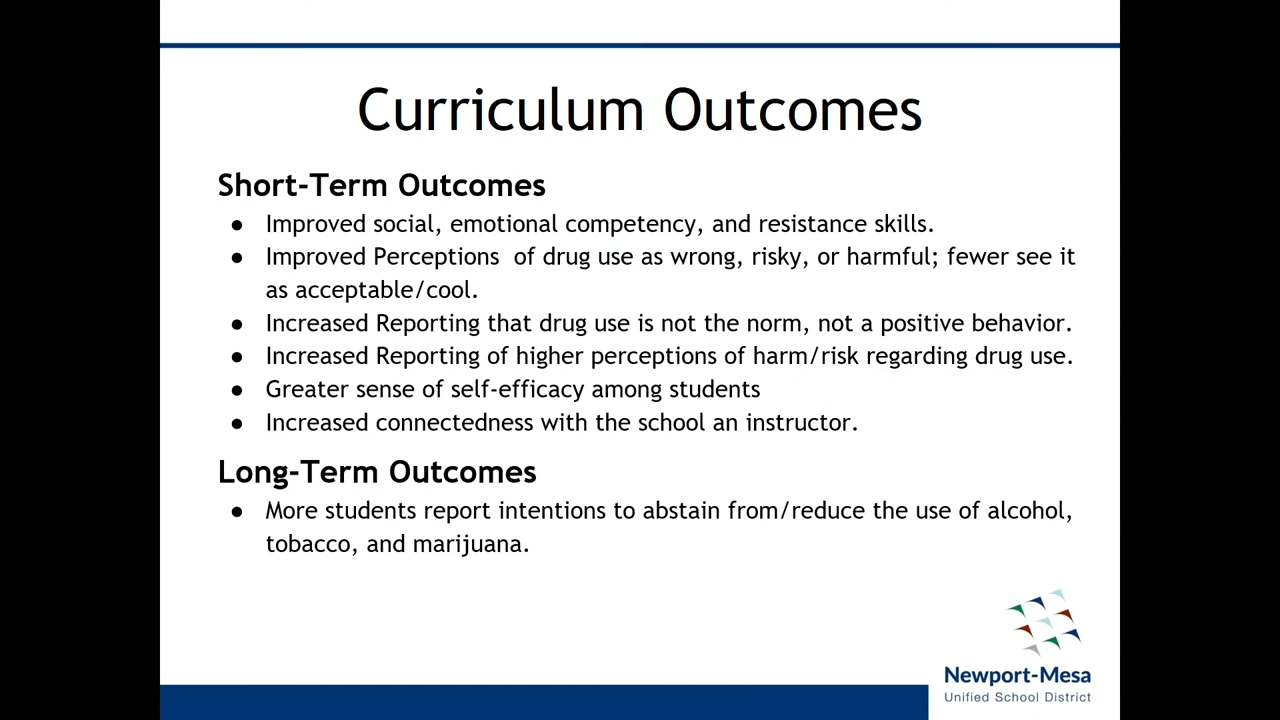 Curriculum Outcomes
Short-Term Outcomes
● Improved social, emotional competency, and resistance skills.
● Improved Perceptions  of drug use as wrong, risky, or harmful; fewer see it
as acceptable/cool.
● Increased Reporting that drug use is not the norm, not a positive behavior.
● Increased Reporting of higher perceptions of harm/risk regarding drug use.
● Greater sense of self-efficacy among students
● Increased connectedness with the school an instructor.
Long-Term Outcomes
● More students report intentions to abstain from/reduce the use of alcohol,
tobacco, and marijuana.
Newport-Mesa
Unified School District